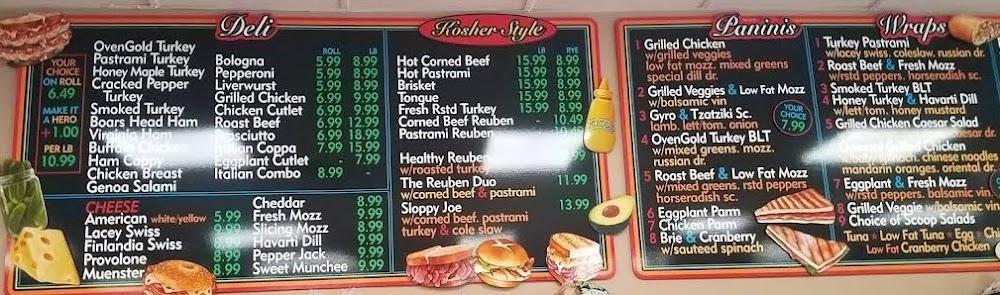 Deli
YOUR
CHOICE
ON ROLL
6.49
MAKE IT
A HERO
+1.00
PER LB
10.99
OvenGold Turkey
Pastrami Turkey
Honey Maple Turkey
Cracked Pepper
Turkey
Smoked Turkey
Boars Head Ham
Virginia Ham
Buffalo Chicken
Ham Cappy
Chicken Breast
Genoa Salami
ROLL LB
Bologna 5.99 8.99
Pepperoni 5.99 8.99
Liverwurst 5.99 8.99
Grilled Chicken 6.99 9.99
Chicken Cutlet 6.99 9.99
Roast Beef 6.99 12.99
Prosciutto 6.99 18.99
Italian Coppa 7.99 15.99
Eggplant Cutlet - 7.99
Italian Combo 8.99 -
CHEESE
American white/yellow 5.99
Lacey Swiss 9.99
Finlandia Swiss 9.99
Provolone 8.99
Muenster 8.99
Cheddar 8.99
Fresh Mozz 8.99
Slicing Mozz 8.99
Havarti Dill 9.99
Pepper Jack 9.99
Sweet Munchee 9.99
Kosher Style
LB RYE
Hot Corned Beef 15.99 8.99
Hot Pastrami 15.99 8.99
Brisket 15.99 8.99
Tongue 15.99 8.99
Fresh Rstd Turkey 15.99 8.99
Corned Beef Reuben - 10.49
Pastrami Reuben 10.49
Healthy Reuben
w/roasted turkey
The Reuben Duo 11.99
w/corned beef & pastrami
Sloppy Joe 13.99
w/corned beef, pastrami
turkey & cole slaw
Paninis
1 Grilled Chicken
w/grilled veggies
low fat mozz. mixed greens
special dill dr.
2 Grilled Veggies & Low Fat Mozz
w/balsamic vin
3 Gyro & Tzatziki Sc.
lamb, lett/tom. onion
4 OvenGold Turkey BLT
w/mixed greens. mozz.
russian dr.
5 Roast Beef & Low Fat Mozz
w/mixed greens. rstd peppers
horseradish sc.
6 Eggplant Parm
7 Chicken Parm
8 Brie & Cranberry
w/sauteed spinach
YOUR
CHOICE
7.99
Wraps
1 Turkey Pastrami
w/lacey swiss. coleslaw, russian dr.
2 Roast Beef & Fresh Mozz
w/rstd peppers. horseradish sc.
3 Smoked Turkey BLT
4 Honey Turkey & Havarti Dill
w/lett/tom. honey mustard
5 Grilled Chicken Caesar Salad
caesar dr.
Oriental Grilled Chicken
w/baby spinach. chinese noodles
mandarin oranges. oriental dr.
7 Eggplant & Fresh Mozz
w/rstd peppers. balsamic vin.
8 Grilled Veggie w/balsamic vin
9 Choice of Scoop Salads
Tuna Low Fat Tuna Egg
Low Fat Cranberry Chicken